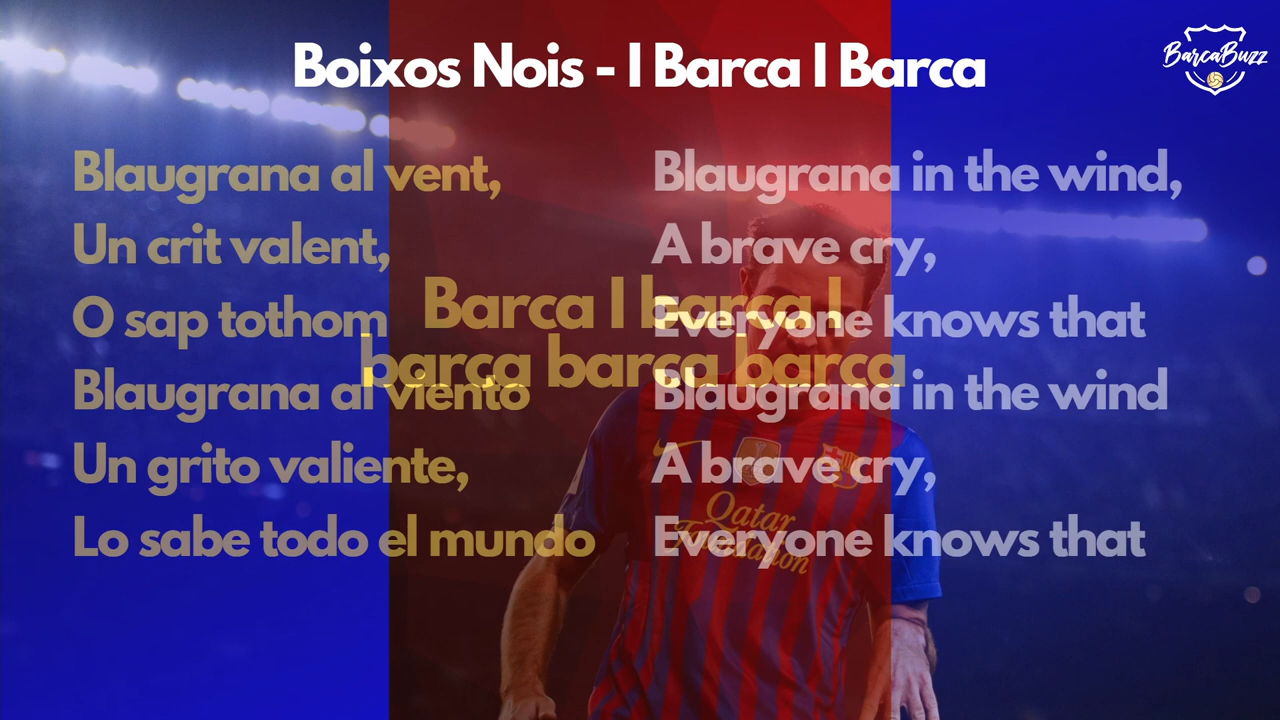 Boixos Nois - I Barca I Barca
BarcaBuzz
Blaugrana al vent,
Un crit valent,
O sap tothom
Blaugrana al viento
Un grito valiente,
Lo sabe todo el mundo
Barca I barca I
barca barca barca
Blaugrana in the wind,
A brave cry,
Everyone knows that
Blaugrana in the wind
A brave cry,
Everyone knows that
Qatar
Foundation